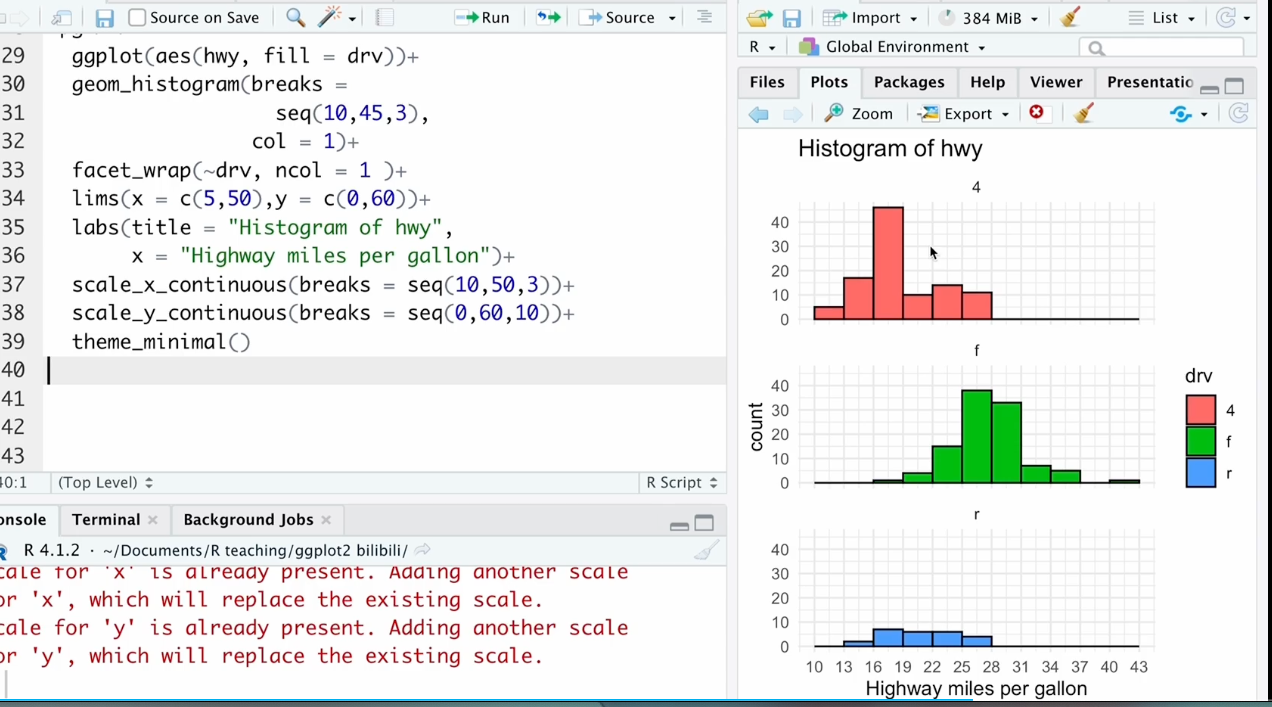 Source on Save
Run
Source
Import
384 MiB
List
R
Global Environment
29 ggplot(aes(hwy, fill = drv))+
30 geom_histogram(breaks =
31 seq(10,45,3),
32 col = 1)+
33 facet_wrap(~drv, ncol = 1 )+
34 lims(x = c(5,50),y = c(0,60))+
35 labs(title = "Histogram of hwy",
36 x = "Highway miles per gallon")+
37 scale_x_continuous(breaks = seq(10,50,3))+
38 scale_y_continuous(breaks = seq(0,60,10))+
39 theme_minimal()
40
41
42
43
40:1 (Top Level) R Script
onsole Terminal Background Jobs
R 4.1.2 · ~/Documents/R teaching/ggplot2 bilibili/
cale for 'x' is already present. Adding another scale
or 'x', which will replace the existing scale.
cale for 'y' is already present. Adding another scale
or 'y', which will replace the existing scale.
Files Plots Packages Help Viewer Presentatio
Zoom Export
Histogram of hwy
4
40
30
20
10
0
f
40
30
20
10
0
count
r
40
30
20
10
0
10 13 16 19 22 25 28 31 34 37 40 43
Highway miles per gallon
drv
4
f
r